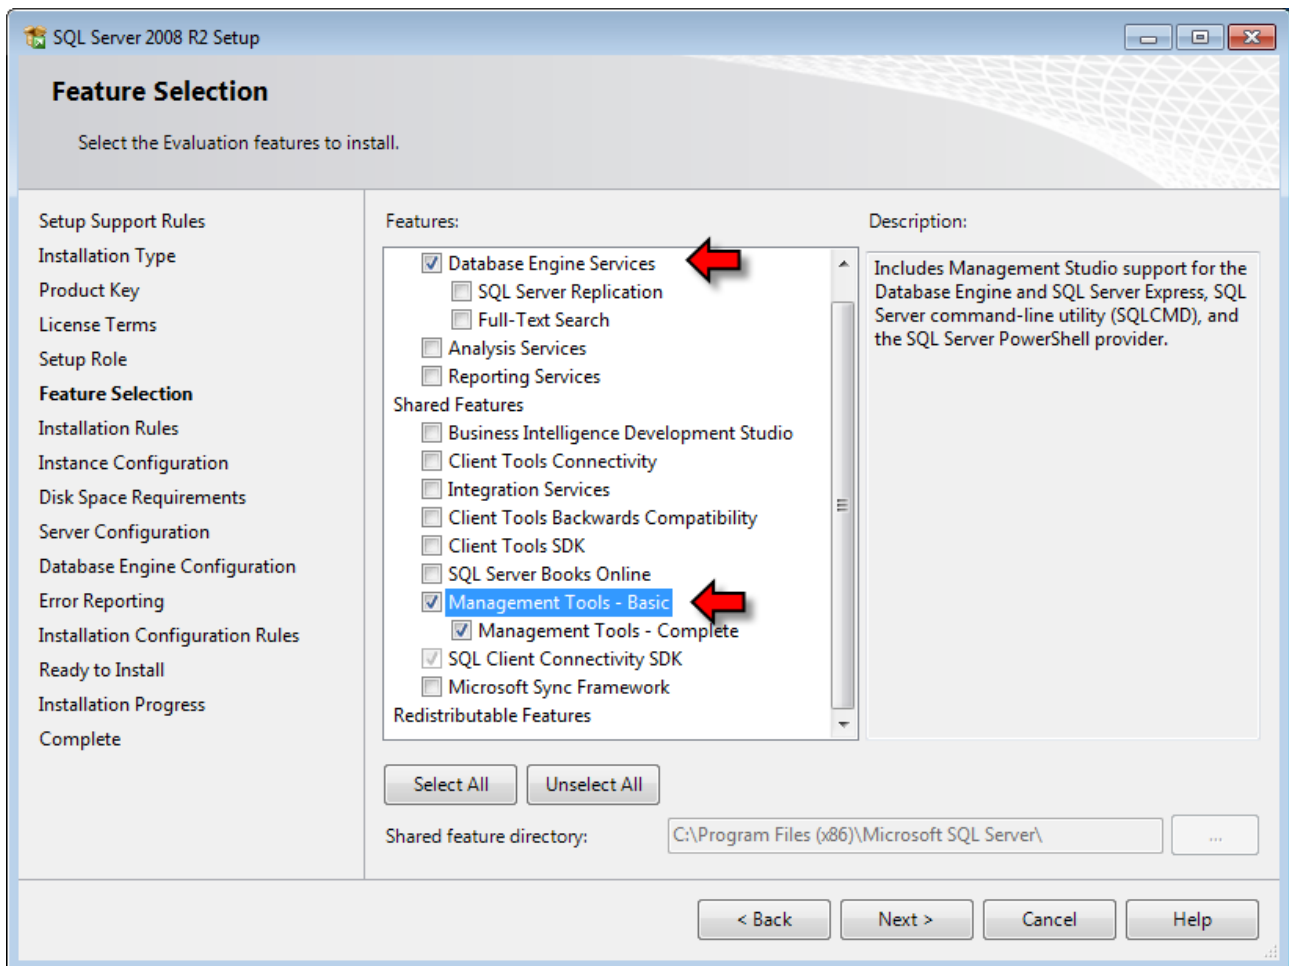 SQL Server 2008 R2 Setup
Feature Selection
Select the Evaluation features to install.
Setup Support Rules
Installation Type
Product Key
License Terms
Setup Role
Feature Selection
Installation Rules
Instance Configuration
Disk Space Requirements
Server Configuration
Database Engine Configuration
Error Reporting
Installation Configuration Rules
Ready to Install
Installation Progress
Complete
Features:
Database Engine Services
SQL Server Replication
Full-Text Search
Analysis Services
Reporting Services
Shared Features
Business Intelligence Development Studio
Client Tools Connectivity
Integration Services
Client Tools Backwards Compatibility
Client Tools SDK
SQL Server Books Online
Management Tools - Basic
Management Tools - Complete
SQL Client Connectivity SDK
Microsoft Sync Framework
Redistributable Features
Description:
Includes Management Studio support for the
Database Engine and SQL Server Express, SQL
Server command-line utility (SQLCMD), and
the SQL Server PowerShell provider.
Select All
Unselect All
Shared feature directory:
C:\Program Files (x86)\Microsoft SQL Server\
...
< Back
Next >
Cancel
Help